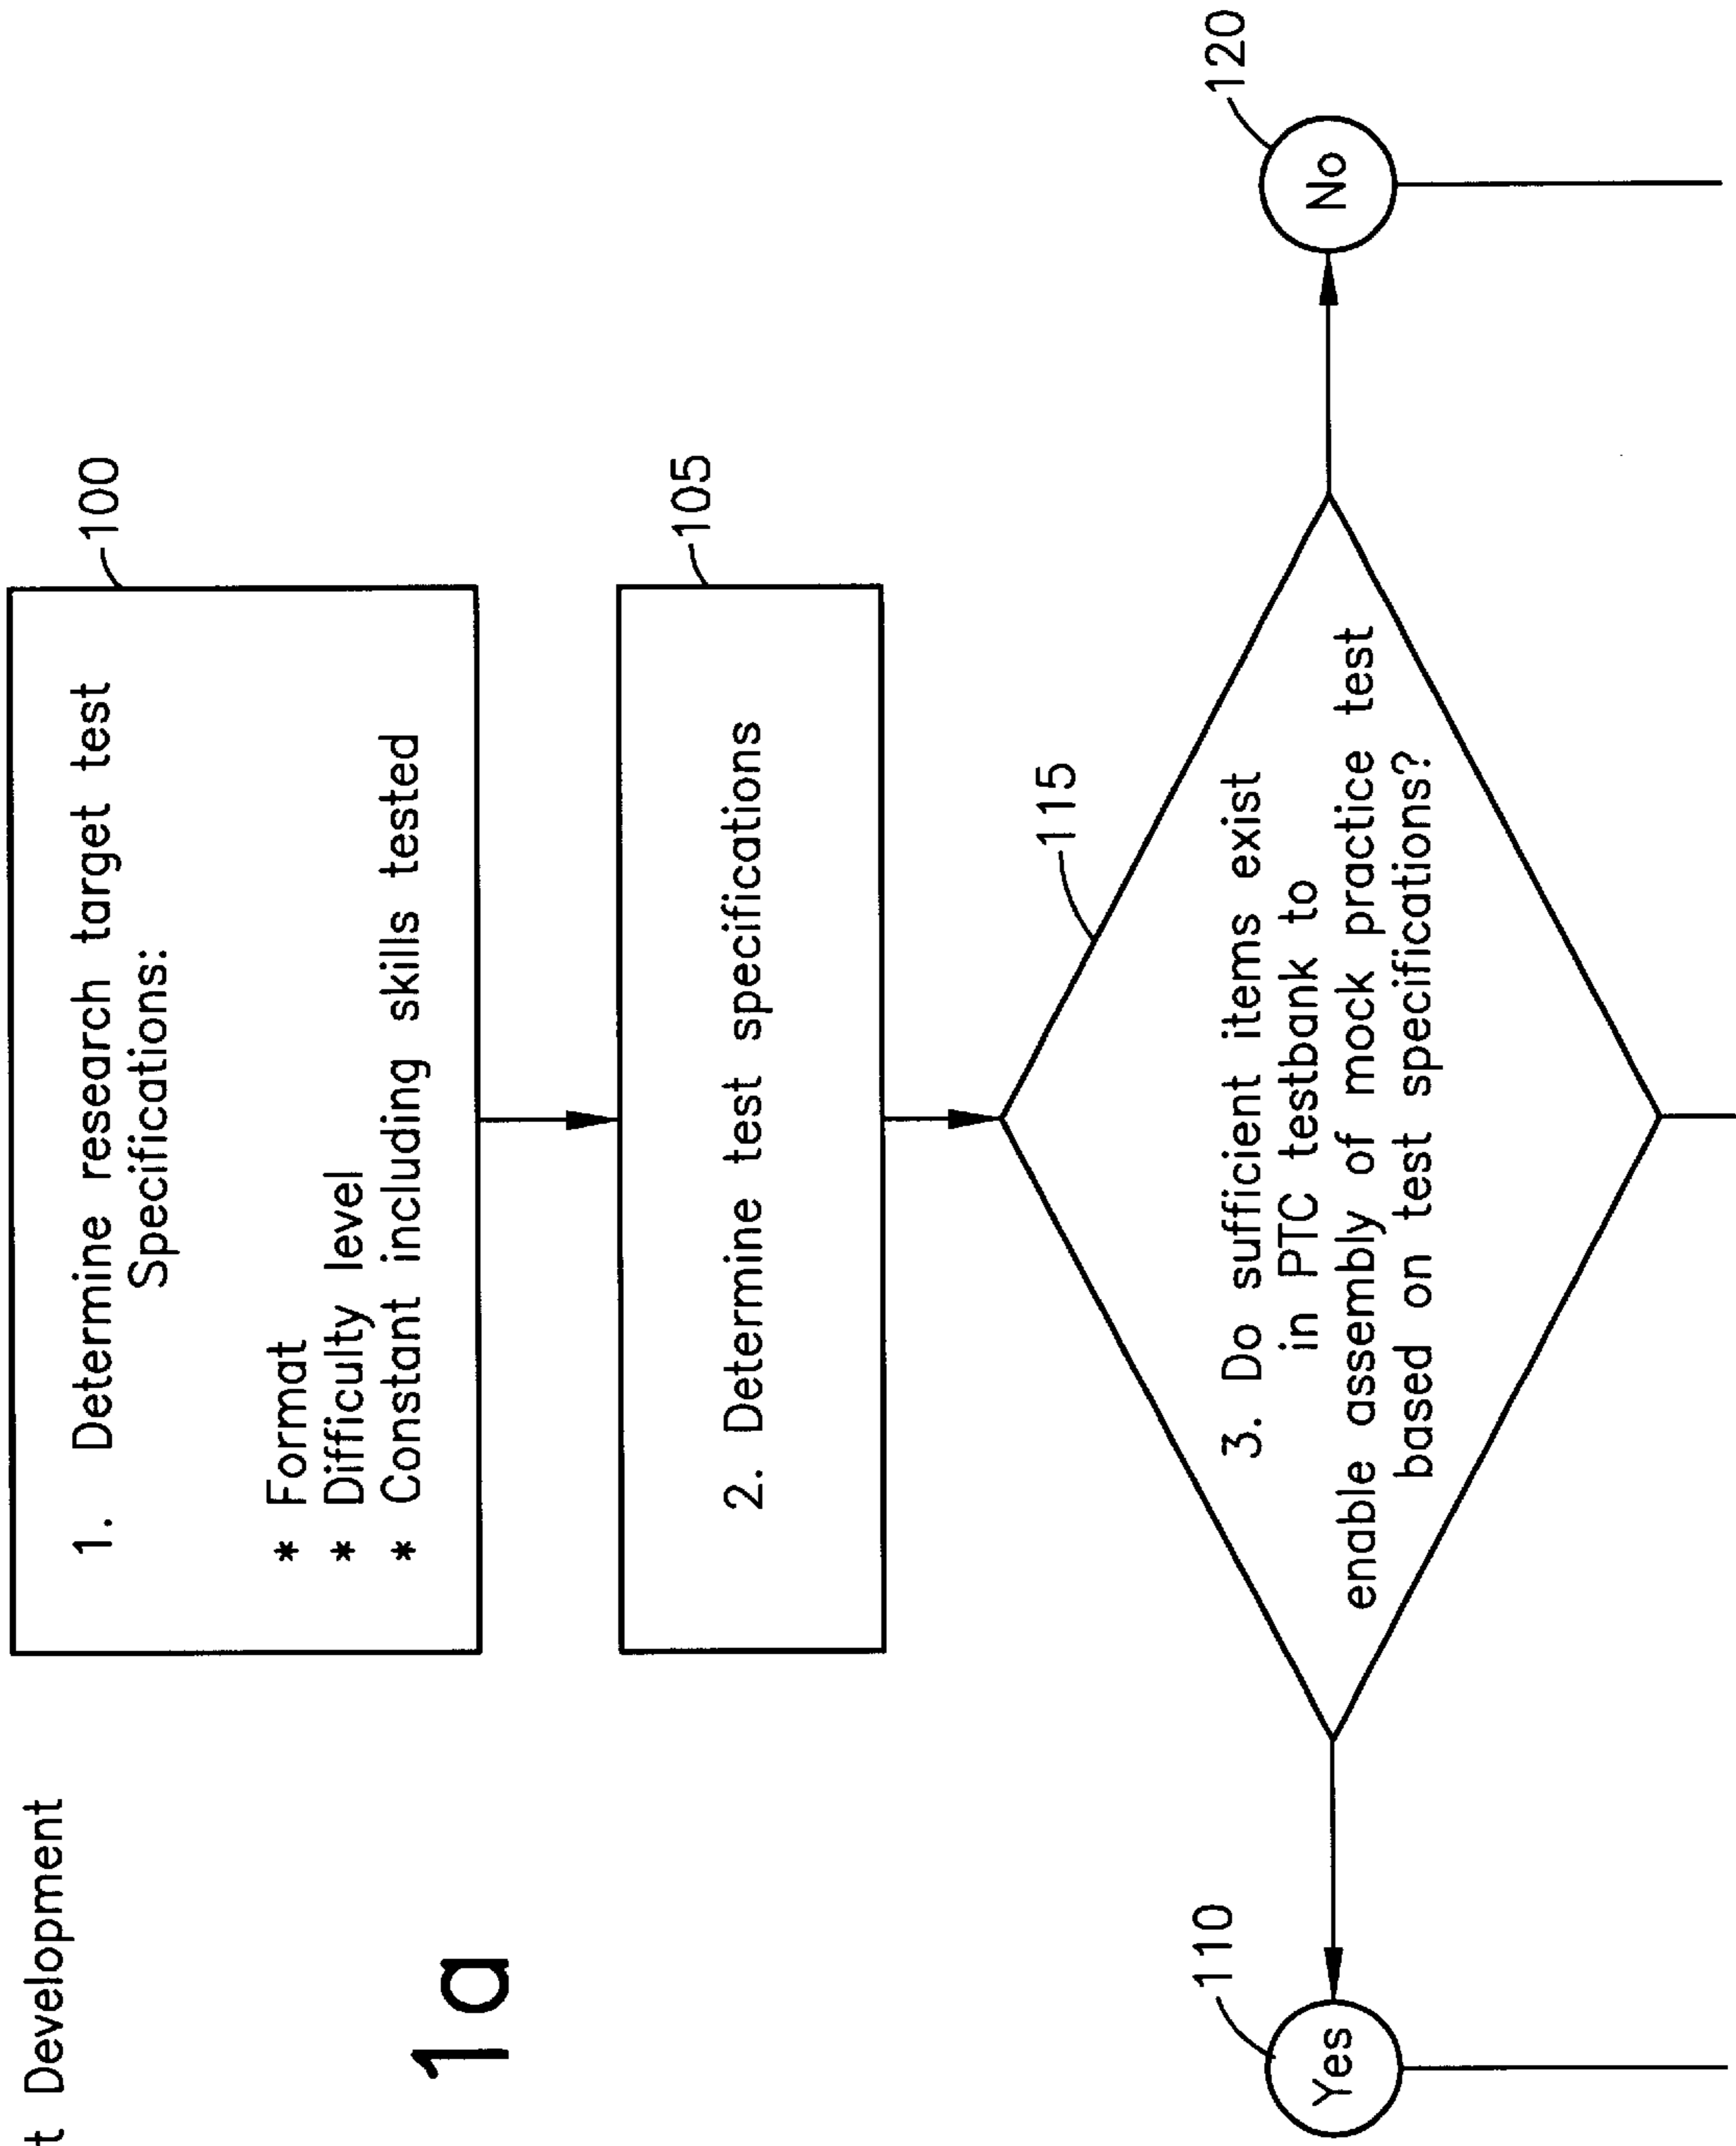 t Development
1a
100
1. Determine research target test
Specifications:
* Format
* Difficulty level
* Constant including skills tested
105
2. Determine test specifications
115
3. Do sufficient items exist
in PTC testbank to
enable assembly of mock practice test
based on test specifications?
110
Yes
120
No